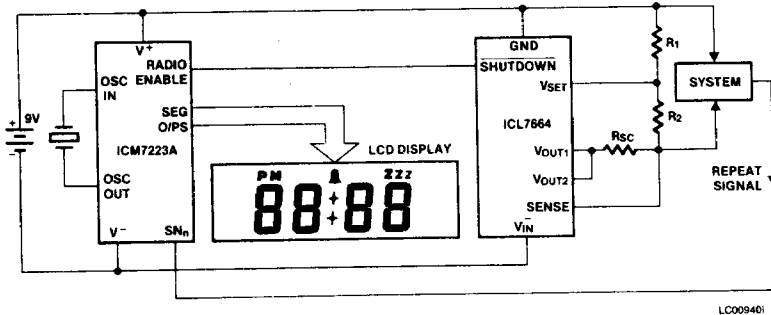 V+
GND
R1
OSC
IN
RADIO
ENABLE
SHUTDOWN
VSET
SYSTEM
+ 9V
−
SEG
O/PS
ICM7223A
LCD DISPLAY
ICL7664
R2
RSC
VOUT1
VOUT2
OSC
OUT
PM
ZZz
88:88
REPEAT
SIGNAL
SENSE
V−
SNn
VIN−
LC00940I